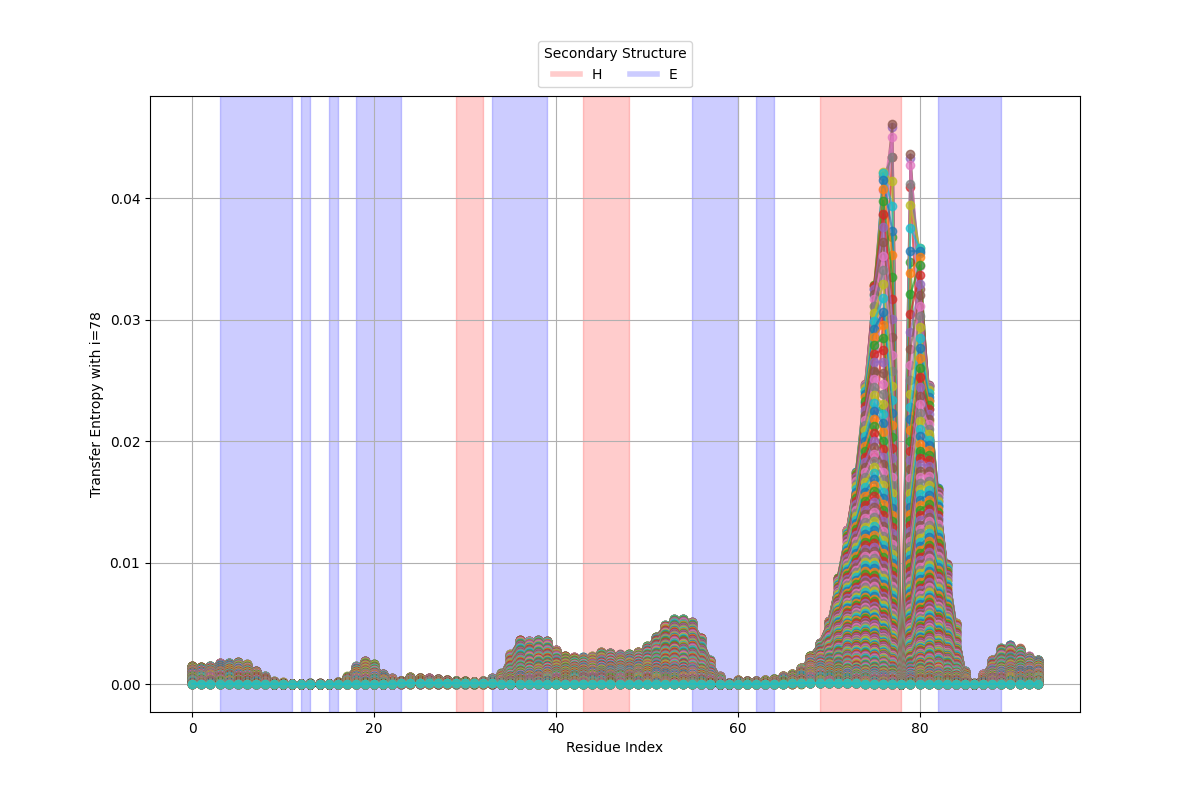 Secondary Structure
H E
0.04
0.03
0.02
0.01
0.00
Transfer Entropy with i=78
0 20 40 60 80
Residue Index